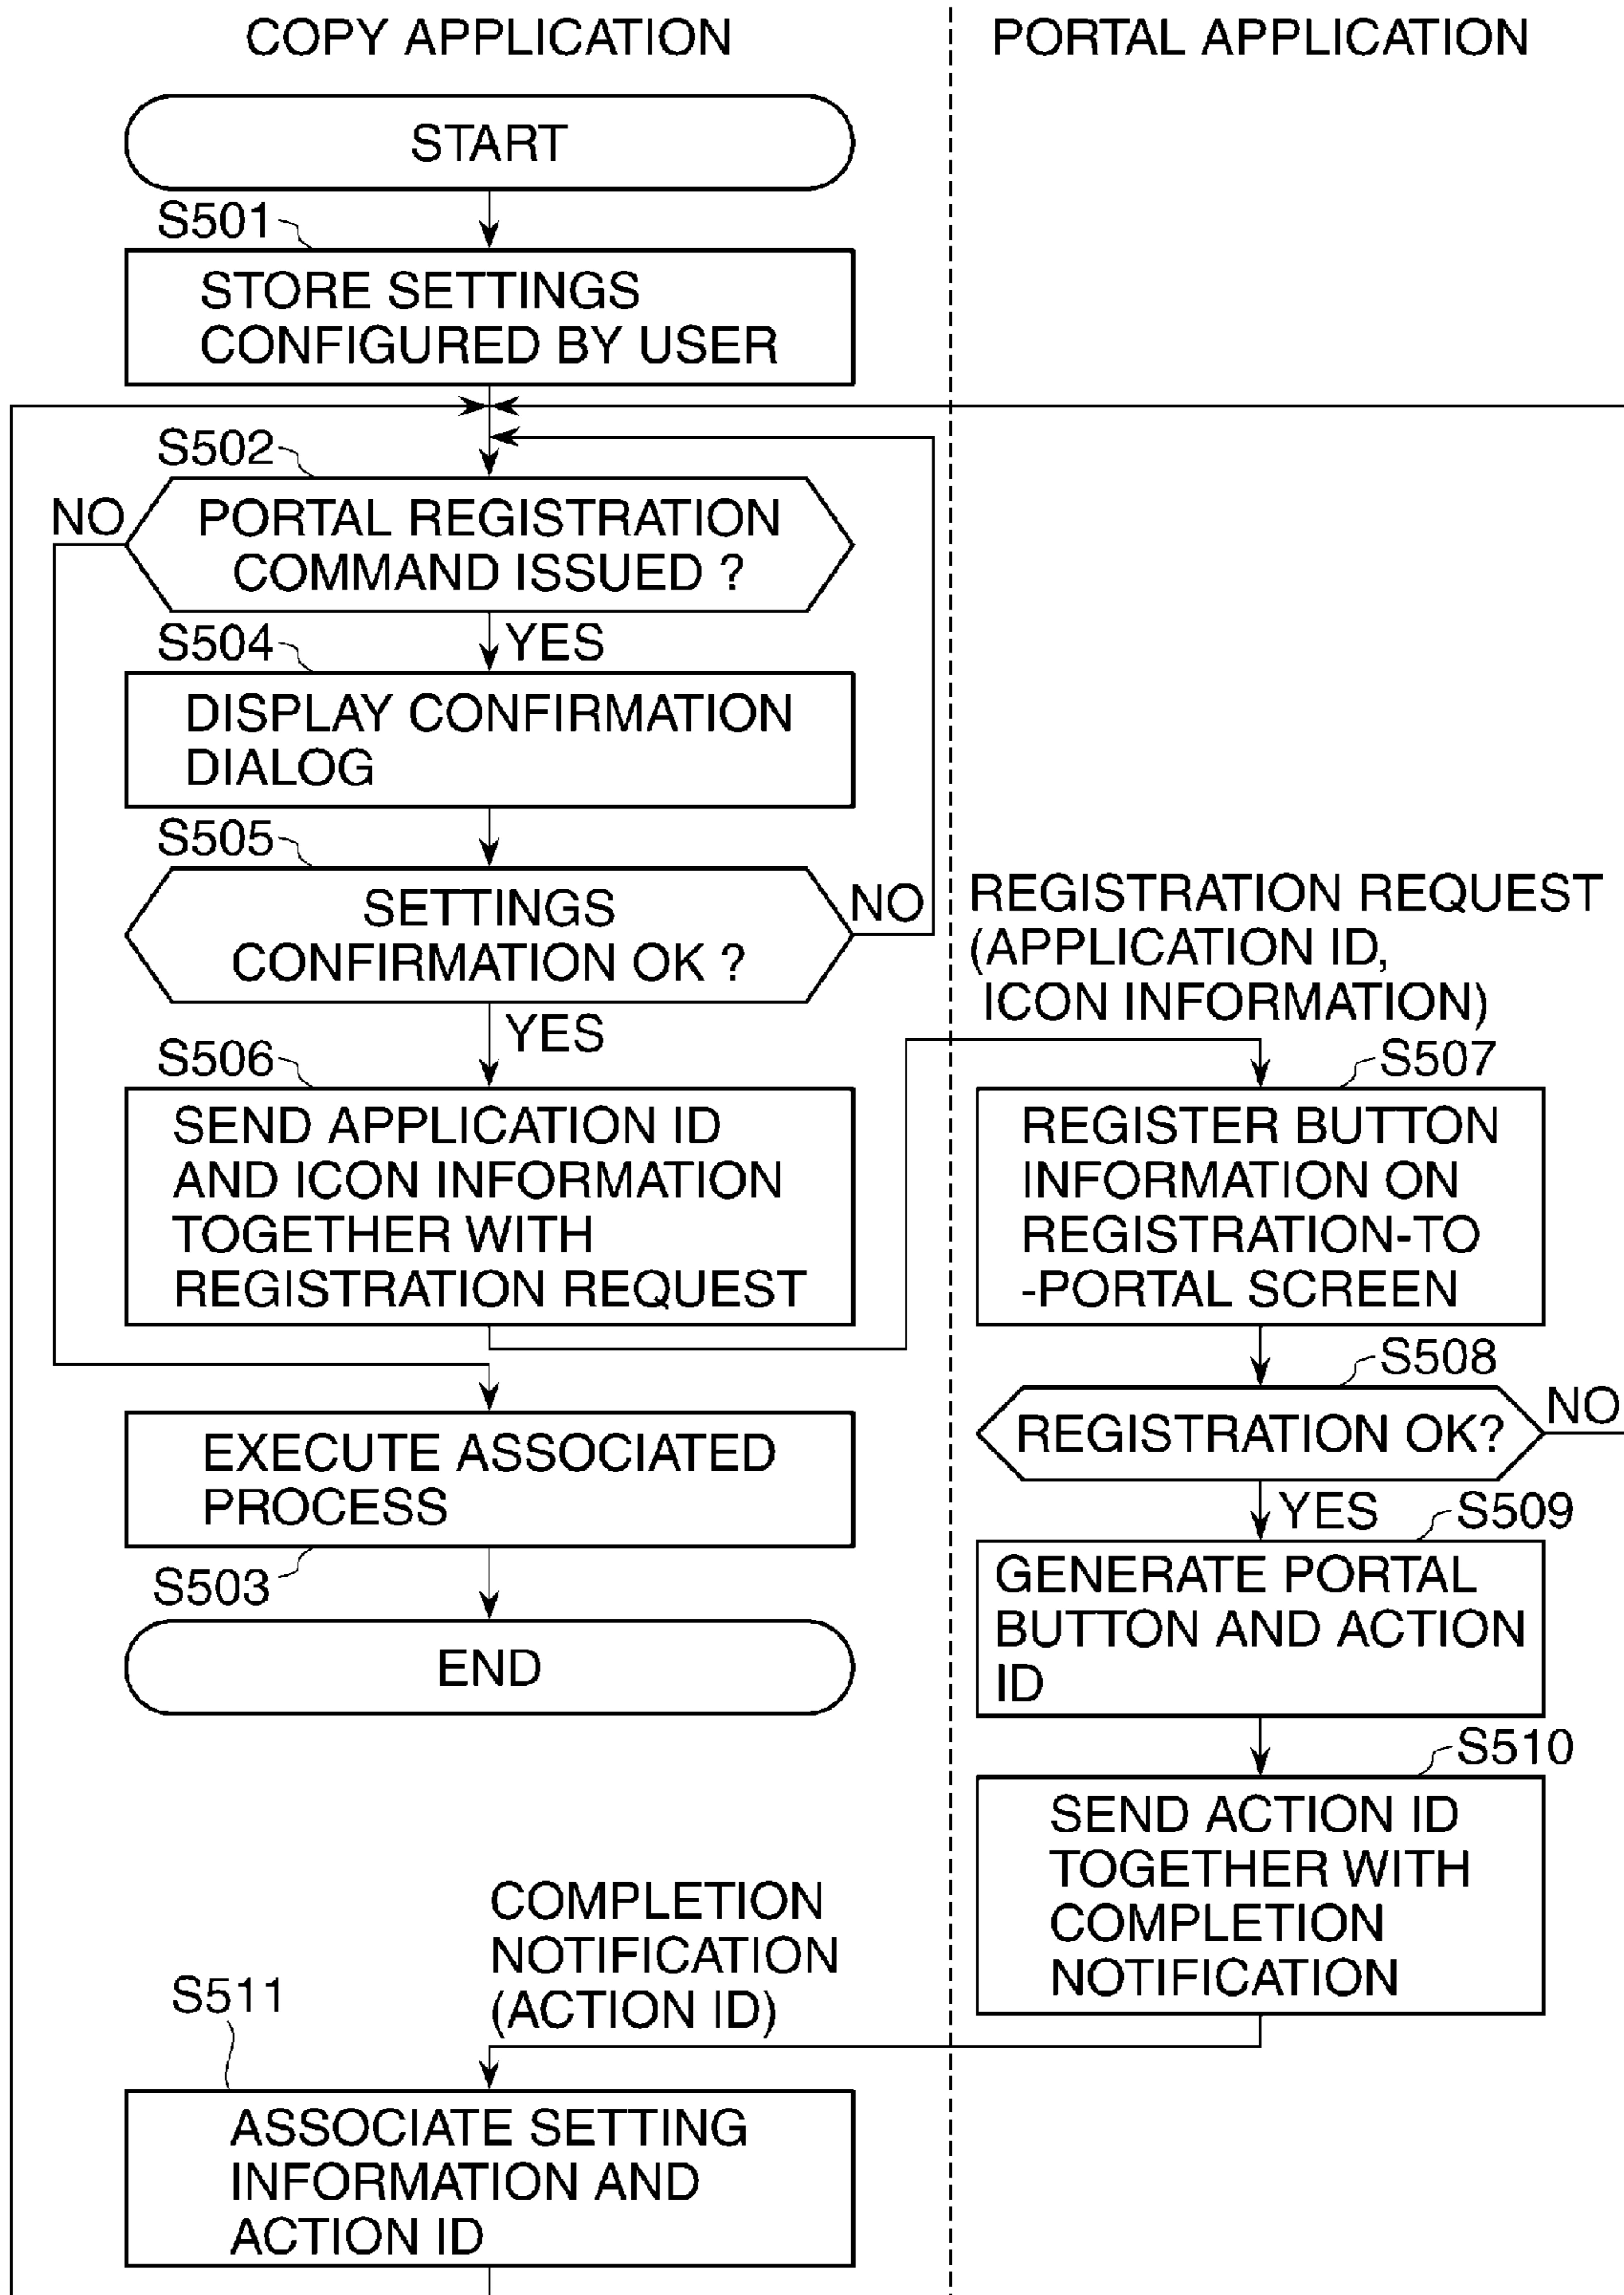 COPY APPLICATION
PORTAL APPLICATION
START
S501
STORE SETTINGS
CONFIGURED BY USER
S502
NO
PORTAL REGISTRATION
COMMAND ISSUED ?
YES
S504
DISPLAY CONFIRMATION
DIALOG
S505
SETTINGS
CONFIRMATION OK ?
NO
YES
S506
SEND APPLICATION ID
AND ICON INFORMATION
TOGETHER WITH
REGISTRATION REQUEST
REGISTRATION REQUEST
(APPLICATION ID,
ICON INFORMATION)
S507
REGISTER BUTTON
INFORMATION ON
REGISTRATION-TO
-PORTAL SCREEN
S508
REGISTRATION OK?
NO
YES
EXECUTE ASSOCIATED
PROCESS
S503
END
S509
GENERATE PORTAL
BUTTON AND ACTION
ID
S510
SEND ACTION ID
TOGETHER WITH
COMPLETION
NOTIFICATION
COMPLETION
NOTIFICATION
(ACTION ID)
S511
ASSOCIATE SETTING
INFORMATION AND
ACTION ID